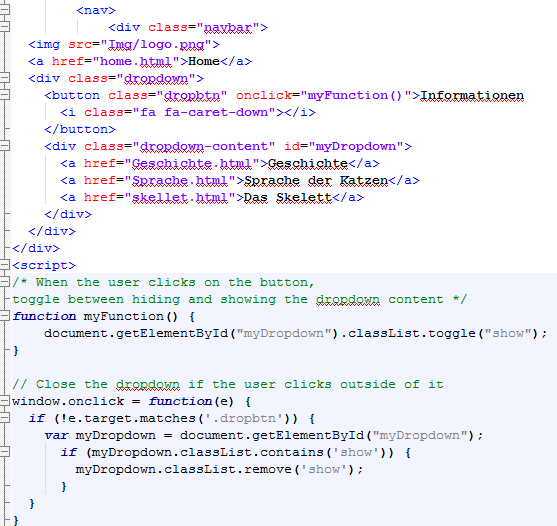 <nav>
<div class="navbar">
<img src="Img/logo.png">
<a href="home.html">Home</a>
<div class="dropdown">
<button class="dropbtn" onclick="myFunction()">Informationen
<i class="fa fa-caret-down"></i>
</button>
<div class="dropdown-content" id="myDropdown">
<a href="Geschichte.html">Geschichte</a>
<a href="Sprache.html">Sprache der Katzen</a>
<a href="skellet.html">Das Skelett</a>
</div>
</div>
</div>
<script>
/* When the user clicks on the button,
toggle between hiding and showing the dropdown content */
function myFunction() {
document.getElementById("myDropdown").classList.toggle("show");
}
// Close the dropdown if the user clicks outside of it
window.onclick = function(e) {
if (!e.target.matches('.dropbtn')) {
var myDropdown = document.getElementById("myDropdown");
if (myDropdown.classList.contains('show')) {
myDropdown.classList.remove('show');
}
}
}